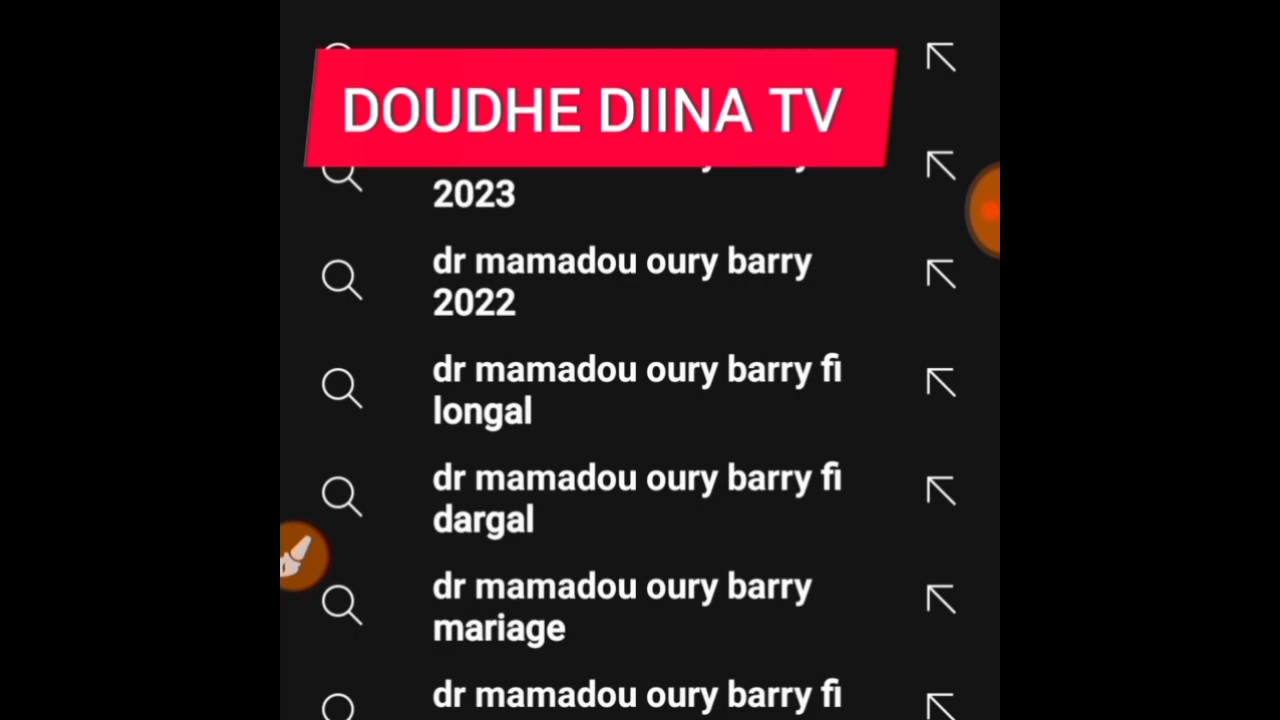 DOUDHE DIINA TV
2023
dr mamadou oury barry
2022
dr mamadou oury barry fi
longal
dr mamadou oury barry fi
dargal
dr mamadou oury barry
mariage
dr mamadou oury barry fi